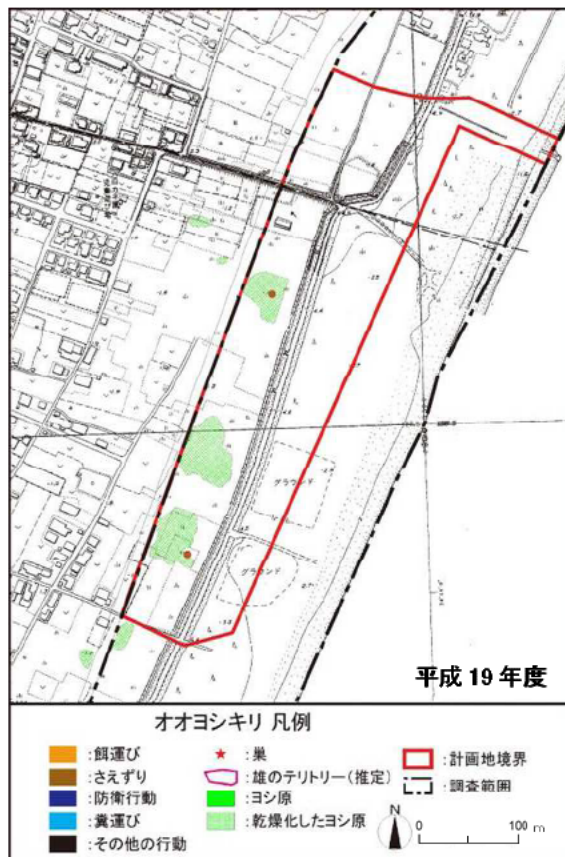 グラウンド
グラウンド
平成 19 年度
オオヨシキリ 凡例
:餌運び
:さえずり
:防衛行動
:糞運び
:その他の行動
:巣
:雄のテリトリー(推定)
:ヨシ原
:乾燥化したヨシ原
:計画地境界
:調査範囲
N
0 100 m